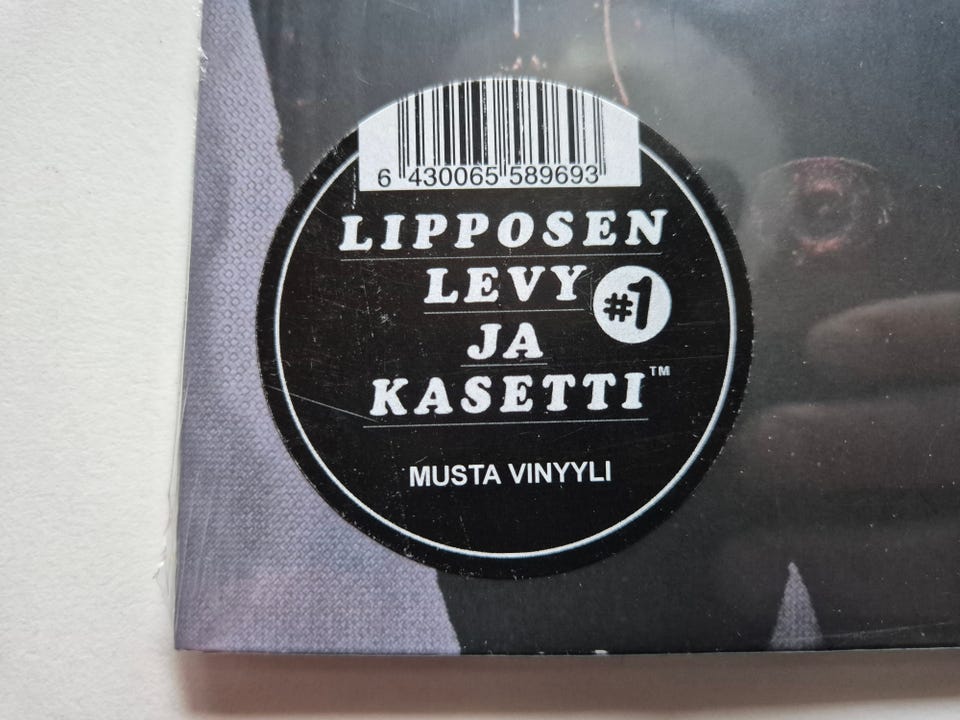 6 430065 589693
LIPPOSEN
LEVY #1
JA
KASETTI™
MUSTA VINYYLI